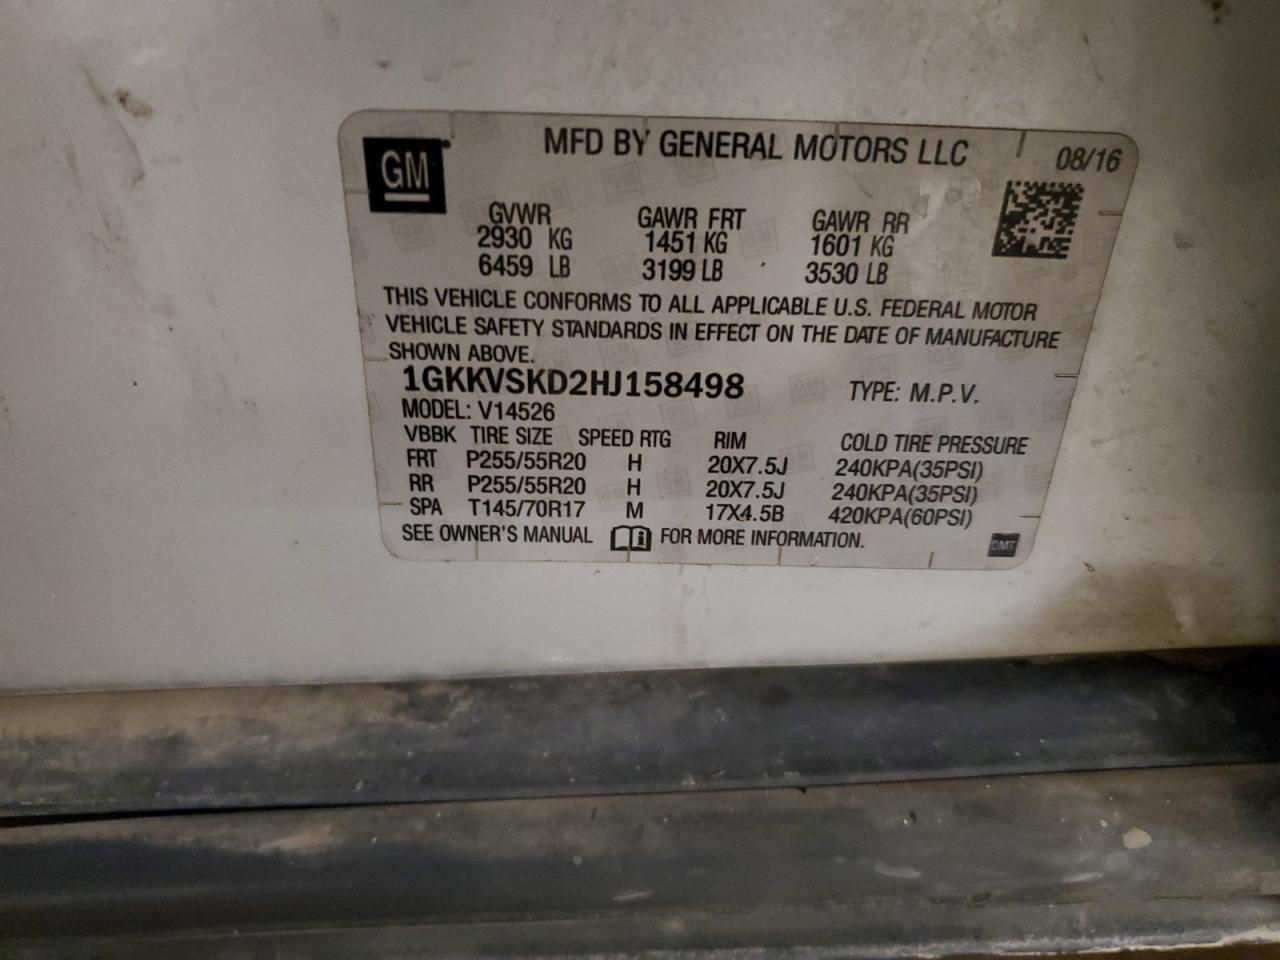 GM
MFD BY GENERAL MOTORS LLC
08/16
GVWR GAWR FRT GAWR RR
2930 KG 1451 KG 1601 KG
6459 LB 3199 LB 3530 LB
THIS VEHICLE CONFORMS TO ALL APPLICABLE U.S. FEDERAL MOTOR
VEHICLE SAFETY STANDARDS IN EFFECT ON THE DATE OF MANUFACTURE
SHOWN ABOVE.
1GKKVSKD2HJ158498 TYPE: M.P.V.
MODEL: V14526
VBBK TIRE SIZE SPEED RTG RIM COLD TIRE PRESSURE
FRT P255/55R20 H 20X7.5J 240KPA(35PSI)
RR P255/55R20 H 20X7.5J 240KPA(35PSI)
SPA T145/70R17 M 17X4.5B 420KPA(60PSI)
SEE OWNER'S MANUAL i FOR MORE INFORMATION.
DMT